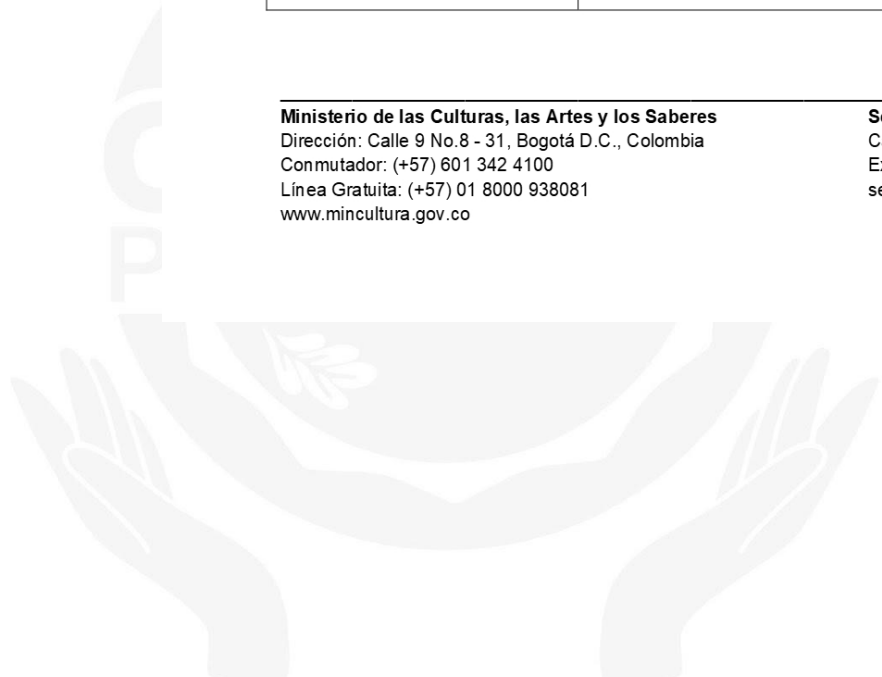 Ministerio de las Culturas, las Artes y los Saberes
Dirección: Calle 9 No.8 - 31, Bogotá D.C., Colombia
Conmutador: (+57) 601 342 4100
Línea Gratuita: (+57) 01 8000 938081
www.mincultura.gov.co